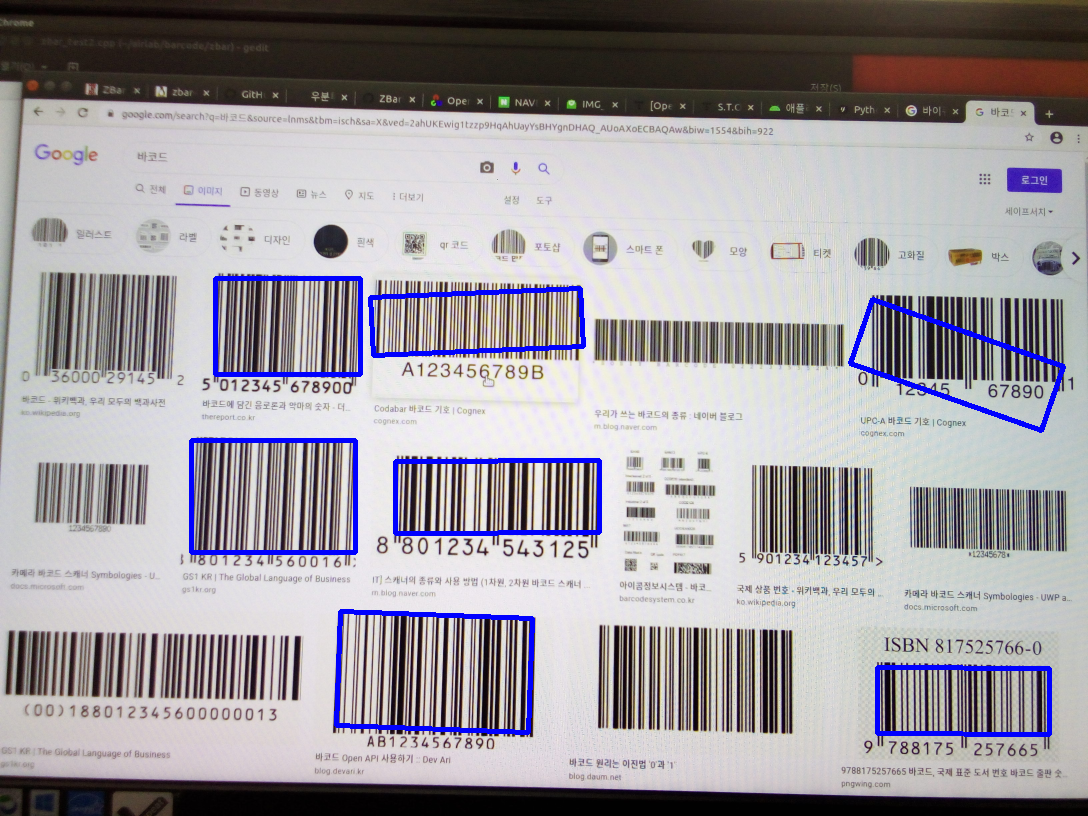 Chrome
zbar_test2.cpp (~/airlab/barcode/zbar) - gedit
저장(S)
ZBar
zbar
GitH
우분
ZBar
Ope
NAVE
IMG_
[Ope
S.T.C
애플
Pyth
바이
바코
google.com/search?q=바코드&source=lnms&tbm=isch&sa=X&ved=2ahUKEwig1tzzp9HqAhUayYsBHYgnDHAQ_AUoAXoECBAQAw&biw=1554&bih=922
Google
바코드
로그인
전체 이미지 동영상 뉴스 지도 더보기 설정 도구
세이프서치
일러스트 라벨 디자인 흰색 qr 코드 포토샵 스마트 폰 모양 티켓 고화질 박스
0 36000 29145 2
5 012345 678900
A123456789B
0 12345 67890 1
바코드 - 위키백과, 우리 모두의 백과사전
ko.wikipedia.org
바코드에 담긴 음로론과 악마의 숫자 - 더...
thereport.co.kr
Codabar 바코드 기호 | Cognex
cognex.com
우리가 쓰는 바코드의 종류 : 네이버 블로그
m.blog.naver.com
UPC-A 바코드 기호 | Cognex
cognex.com
1234567890
8 801234 560016
8 801234 543125
5 901234 123457 >
*12345678*
카메라 바코드 스캐너 Symbologies - U...
docs.microsoft.com
GS1 KR | The Global Language of Business
gs1kr.org
IT] 스캐너의 종류와 사용 방법 (1차원, 2차원 바코드 스캐너 ...
m.blog.naver.com
아이콤정보시스템 - 바코...
barcodesystem.co.kr
국제 상품 번호 - 위키백과, 우리 모두의 ...
ko.wikipedia.org
카메라 바코드 스캐너 Symbologies - UWP a...
docs.microsoft.com
(00)188012345600000013
AB1234567890
ISBN 817525766-0
9 788175 257665
GS1 KR | The Global Language of Business
gs1kr.org
바코드 Open API 사용하기 :: Dev Ari
blog.devari.kr
바코드 원리는 이진법 '0'과 '1'
blog.daum.net
9788175257665 바코드, 국제 표준 도서 번호 바코드 출판 숫...
pngwing.com